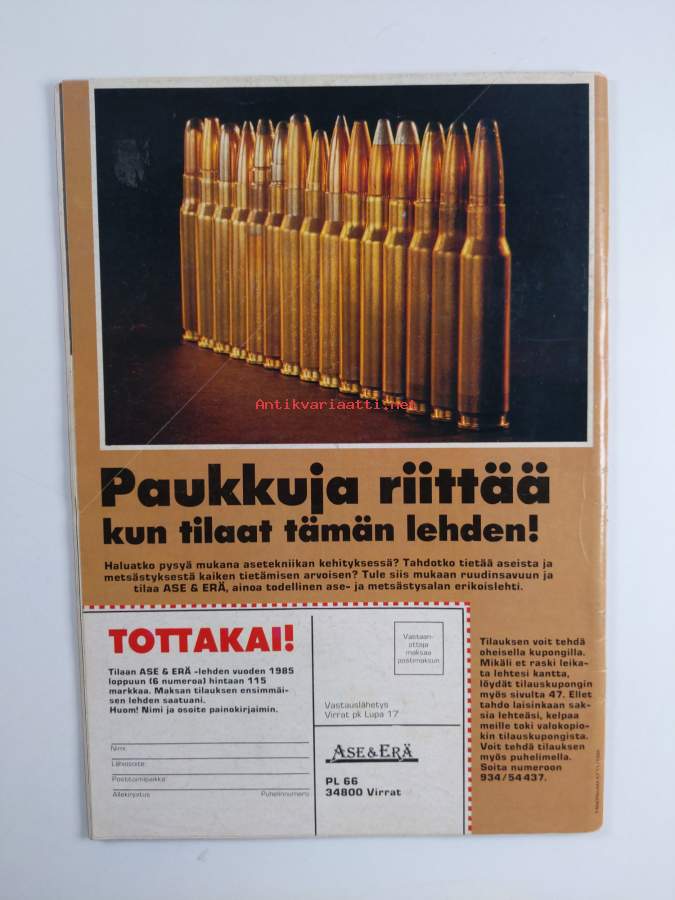 Antikvariaatti.net
Paukkuja riittää
kun tilaat tämän lehden!
Haluatko pysyä mukana asetekniikan kehityksessä? Tahdotko tietää aseista ja
metsästyksestä kaiken tietämisen arvoisen? Tule siis mukaan ruudinsavuun ja
tilaa ASE & ERÄ, ainoa todellinen ase- ja metsästysalan erikoislehti.
TOTTAKAI!
Tilaan ASE & ERÄ -lehden vuoden 1985
loppuun (6 numeroa) hintaan 115
markkaa. Maksan tilauksen ensimmäi-
sen lehden saatuani.
Huom! Nimi ja osoite painokirjaimin.
Nimi
Lähiosoite
Postitoimipaikka
Allekirjoitus Puhelinnumero
Vastaan-
ottaja
maksaa
postimaksun
Vastauslähetys
Virrat pk Lupa 17
ASE&ERÄ
PL 66
34800 Virrat
Tilauksen voit tehdä
oheisella kupongilla.
Mikäli et raski leika-
ta lehtesi kantta,
löydät tilauskupongin
myös sivulta 47. Ellet
tahdo laisinkaan sak-
sia lehteäsi, kelpaa
meille toki valokopio-
kin tilauskupongista.
Voit tehdä tilauksen
myös puhelimella.
Soita numeroon
934/54437.